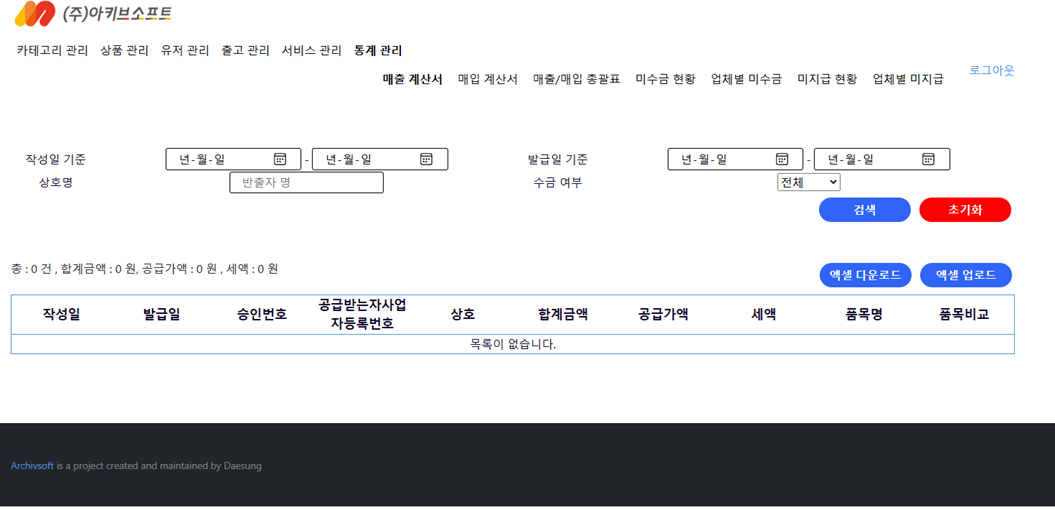 (주)아키브소프트
카테고리 관리 상품 관리 유저 관리 출고 관리 서비스 관리 통계 관리
매출 계산서 매입 계산서 매출/매입 총괄표 미수금 현황 업체별 미수금 미지급 현황 업체별 미지급
로그아웃
작성일 기준 년-월-일 - 년-월-일 발급일 기준 년-월-일 - 년-월-일
상호명 반출자 명 수금 여부 전체
검색 초기화
총 : 0 건 , 합계금액 : 0 원, 공급가액 : 0 원 , 세액 : 0 원
엑셀 다운로드 엑셀 업로드
작성일 발급일 승인번호 공급받는자사업 상호 합계금액 공급가액 세액 품목명 품목비교
자등록번호
목록이 없습니다.
Archivsoft is a project created and maintained by Daesung